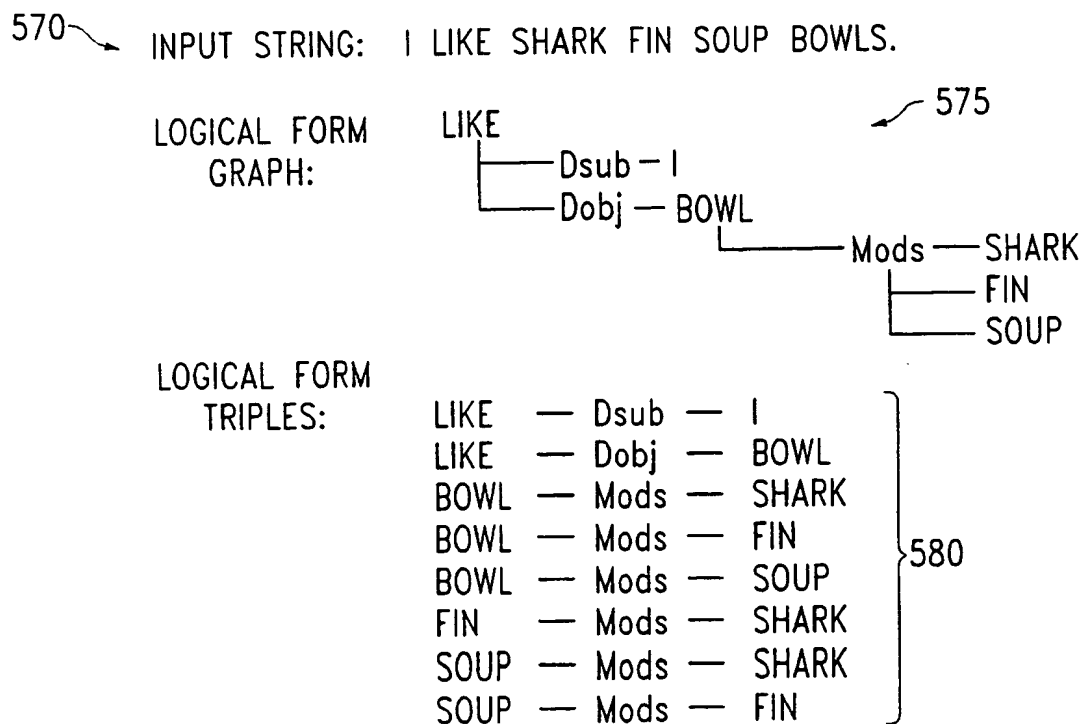 570 INPUT STRING: I LIKE SHARK FIN SOUP BOWLS.
575
LOGICAL FORM GRAPH:
LIKE
Dsub — I
Dobj — BOWL
Mods — SHARK
FIN
SOUP
LOGICAL FORM TRIPLES:
LIKE — Dsub — I
LIKE — Dobj — BOWL
BOWL — Mods — SHARK
BOWL — Mods — FIN
BOWL — Mods — SOUP
FIN — Mods — SHARK
SOUP — Mods — SHARK
SOUP — Mods — FIN
580